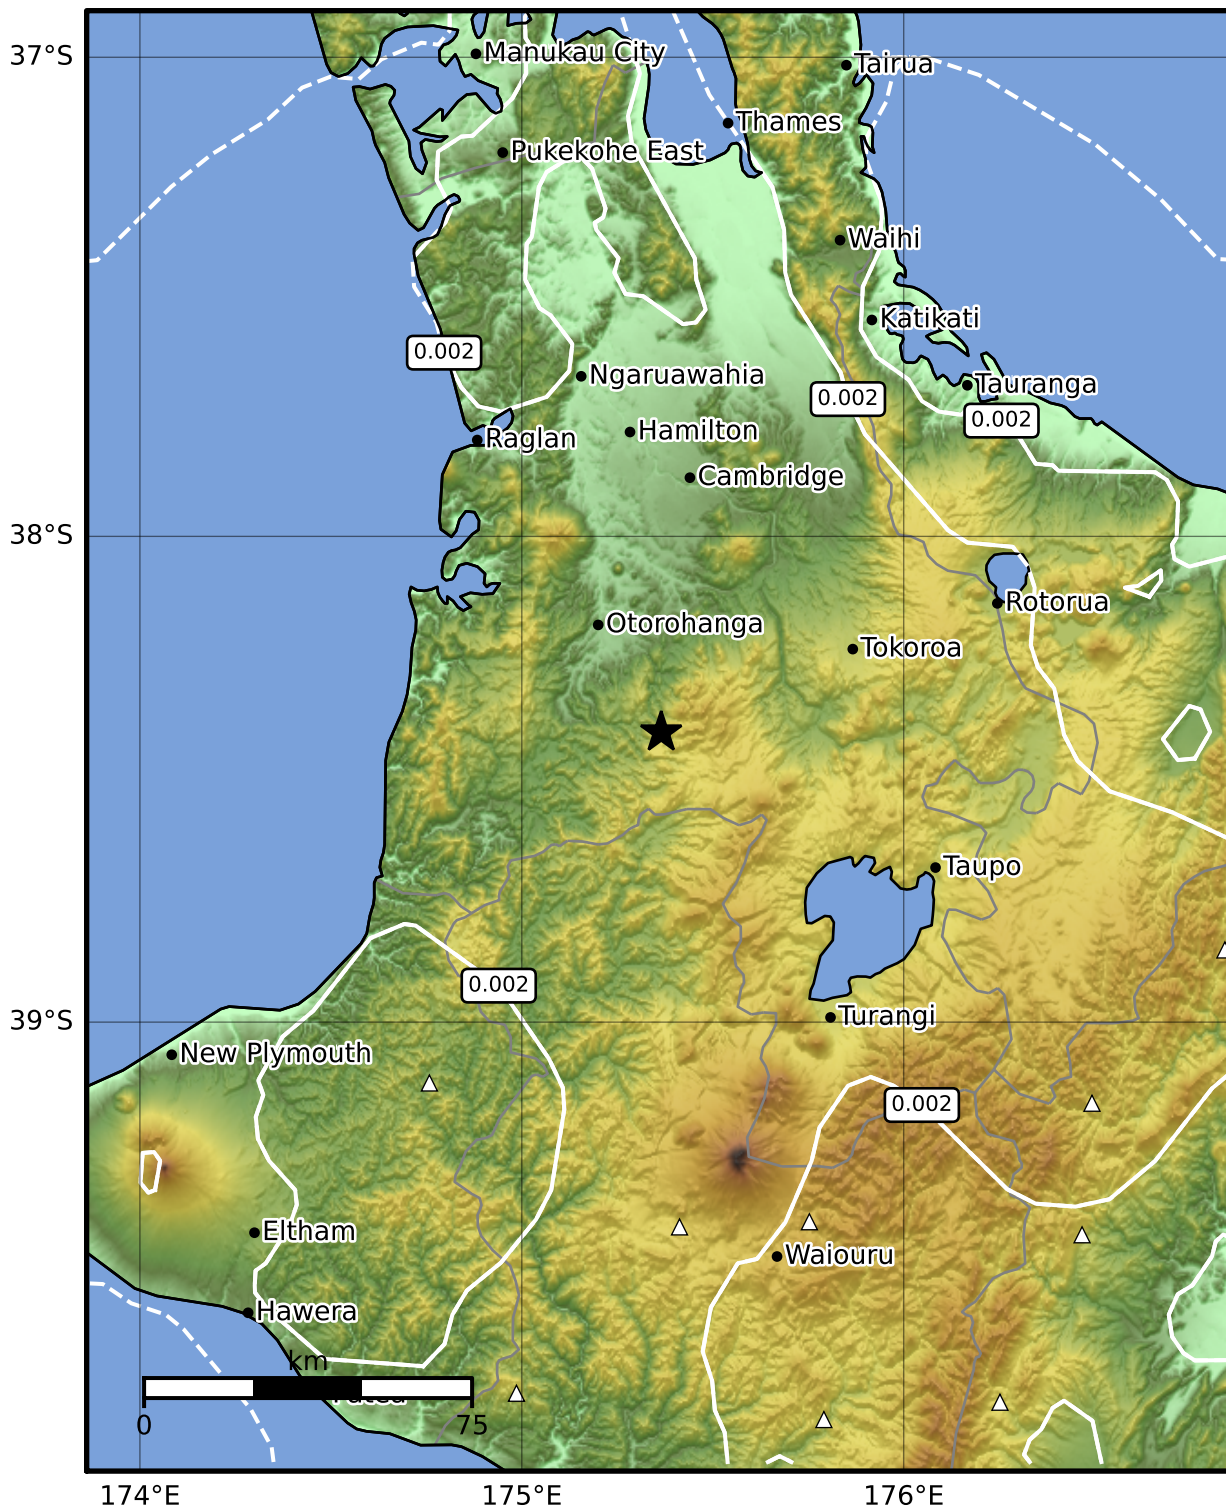 37°S
Manukau City
Tairua
Thames
Pukekohe East
Waihi
Katikati
0.002
Ngaruawahia
Tauranga
0.002
0.002
Raglan
Hamilton
Cambridge
38°S
Rotorua
Otorohanga
Tokoroa
Taupo
0.002
39°S
Turangi
New Plymouth
0.002
Eltham
Waiouru
Hawera
km
0
75
174°E
175°E
176°E